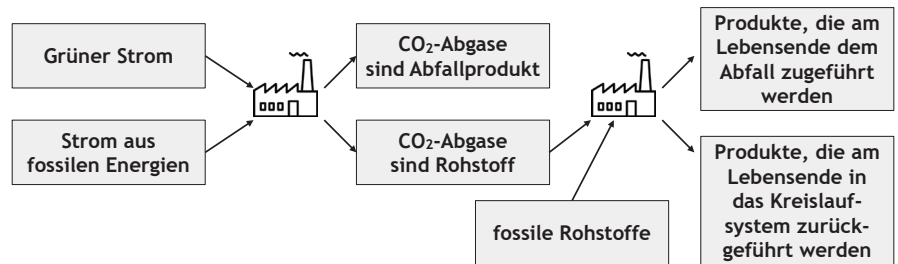 Grüner Strom
Strom aus
fossilen Energien
CO₂-Abgase
sind Abfallprodukt
CO₂-Abgase
sind Rohstoff
fossile Rohstoffe
Produkte, die am
Lebensende dem
Abfall zugeführt
werden
Produkte, die am
Lebensende in
das Kreislauf-
system zurück-
geführt werden